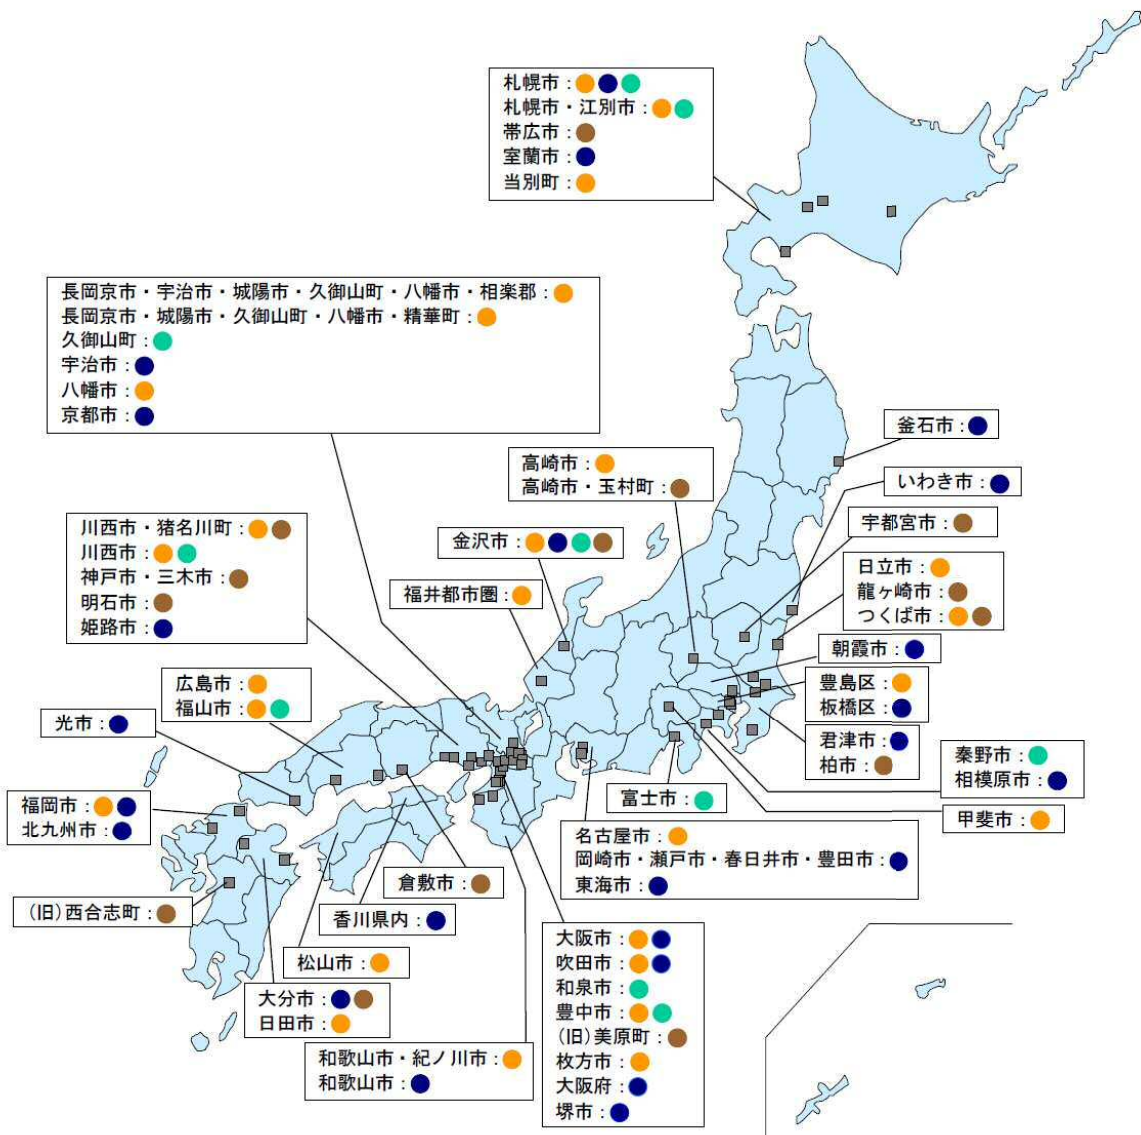 札幌市：
札幌市・江別市：
帯広市：
室蘭市：
当別町：
長岡京市・宇治市・城陽市・久御山町・八幡市・相楽郡：
長岡京市・城陽市・久御山町・八幡市・精華町：
久御山町：
宇治市：
八幡市：
京都市：
釜石市：
高崎市：
高崎市・玉村町：
いわき市：
宇都宮市：
川西市・猪名川町：
川西市：
神戸市・三木市：
明石市：
姫路市：
金沢市：
福井都市圏：
日立市：
龍ヶ崎市：
つくば市：
朝霞市：
広島市：
福山市：
豊島区：
板橋区：
光市：
君津市：
柏市：
秦野市：
相模原市：
福岡市：
北九州市：
富士市：
甲斐市：
名古屋市：
岡崎市・瀬戸市・春日井市・豊田市：
東海市：
倉敷市：
(旧)西合志町：
香川県内：
松山市：
大阪市：
吹田市：
和泉市：
豊中市：
(旧)美原町：
枚方市：
大阪府：
堺市：
大分市：
日田市：
和歌山市・紀ノ川市：
和歌山市：